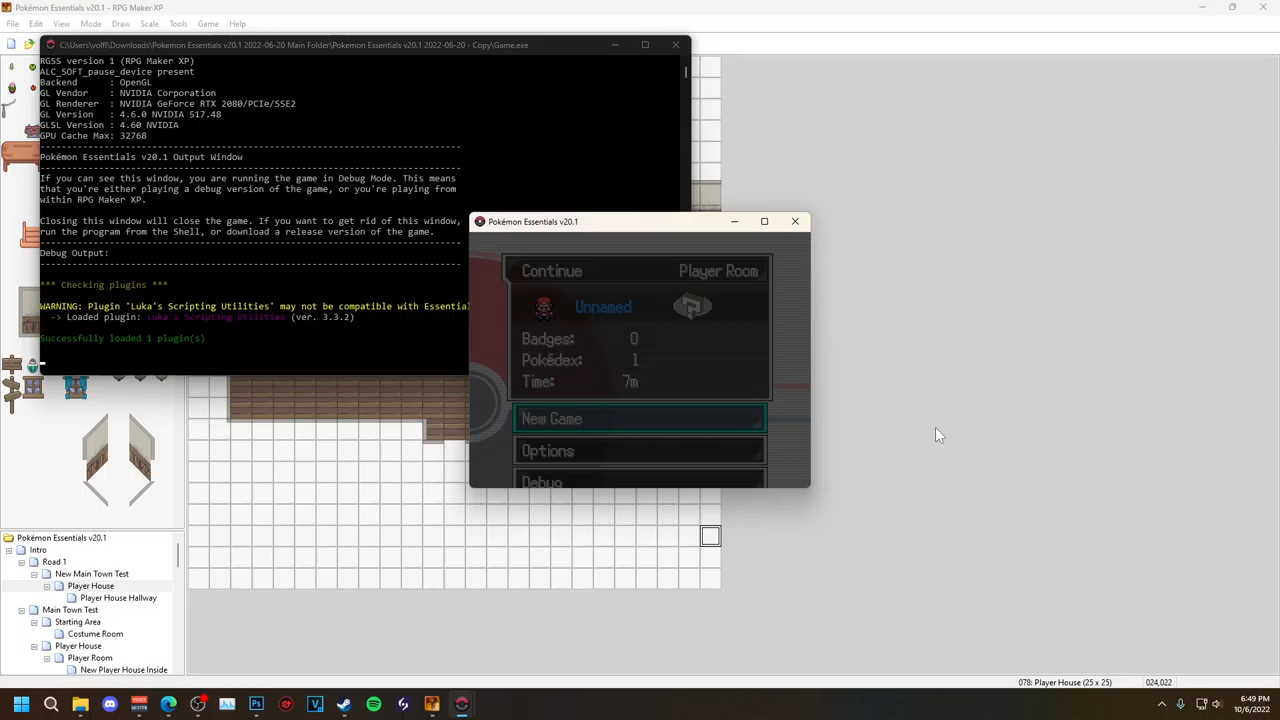 Pokémon Essentials v20.1 - RPG Maker XP
File Edit View Mode Draw Scale Tools Game Help
C:\Users\volff\Downloads\Pokemon Essentials v20.1 2022-06-20 Main Folder\Pokemon Essentials v20.1 2022-06-20 - Copy\Game.exe
RGSS version 1 (RPG Maker XP)
ALC_SOFT_pause_device present
Backend : OpenGL
GL Vendor : NVIDIA Corporation
GL Renderer : NVIDIA GeForce RTX 2080/PCIe/SSE2
GL Version : 4.6.0 NVIDIA 517.48
GLSL Version : 4.60 NVIDIA
GPU Cache Max: 32768
Pokémon Essentials v20.1 Output Window
If you can see this window, you are running the game in Debug Mode. This means
that you're either playing a debug version of the game, or you're playing from
within RPG Maker XP.
Closing this window will close the game. If you want to get rid of this window,
run the program from the Shell, or download a release version of the game.
Debug Output:
*** Checking plugins ***
WARNING: Plugin 'Luka's Scripting Utilities' may not be compatible with Essential
-> Loaded plugin: Luka's Scripting Utilities (ver. 3.3.2)
Successfully loaded 1 plugin(s)
Pokémon Essentials v20.1
Continue Player Room
Unnamed
Badges: 0
Pokédex: 1
Time: 7m
New Game
Options
Debug
Pokémon Essentials v20.1
Intro
Road 1
New Main Town Test
Player House
Player House Hallway
Main Town Test
Starting Area
Costume Room
Player House
Player Room
New Player House Inside
078: Player House (25 x 25) 024,022
6:49 PM
10/6/2022